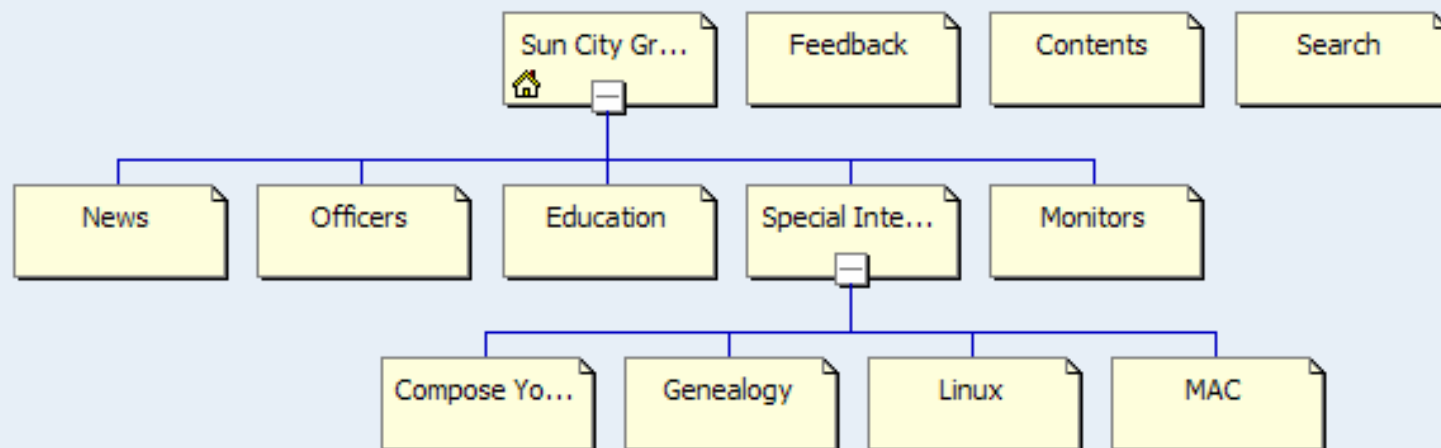 Sun City Gr...
Feedback
Contents
Search
News
Officers
Education
Special Inte...
Monitors
Compose Yo...
Genealogy
Linux
MAC